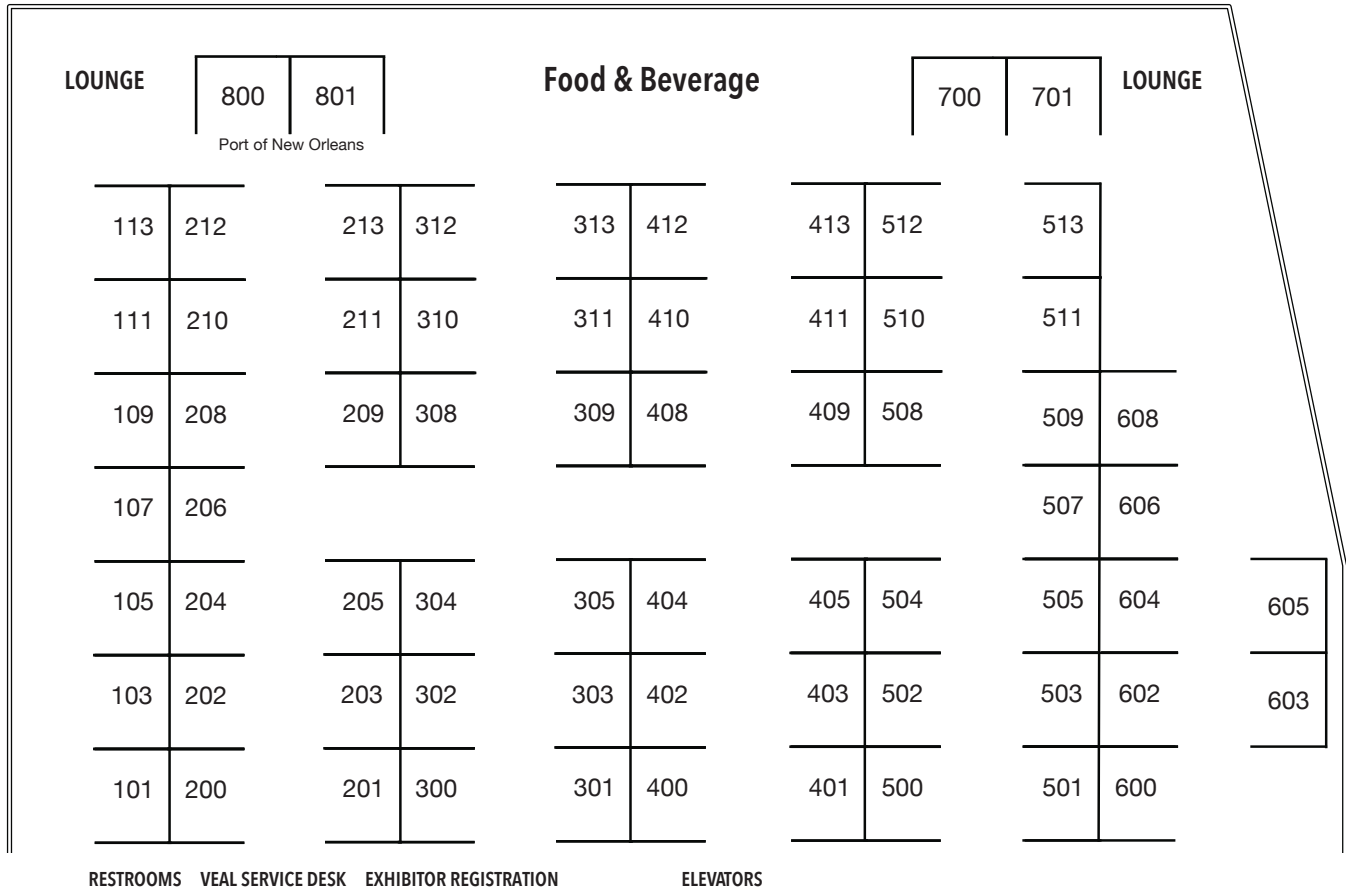 LOUNGE 800 801 Food & Beverage 700 701 LOUNGE
Port of New Orleans
113 212 213 312 313 412 413 512 513
111 210 211 310 311 410 411 510 511
109 208 209 308 309 408 409 508 509 608
107 206 507 606
105 204 205 304 305 404 405 504 505 604 605
103 202 203 302 303 402 403 502 503 602 603
101 200 201 300 301 400 401 500 501 600
RESTROOMS VEAL SERVICE DESK EXHIBITOR REGISTRATION ELEVATORS